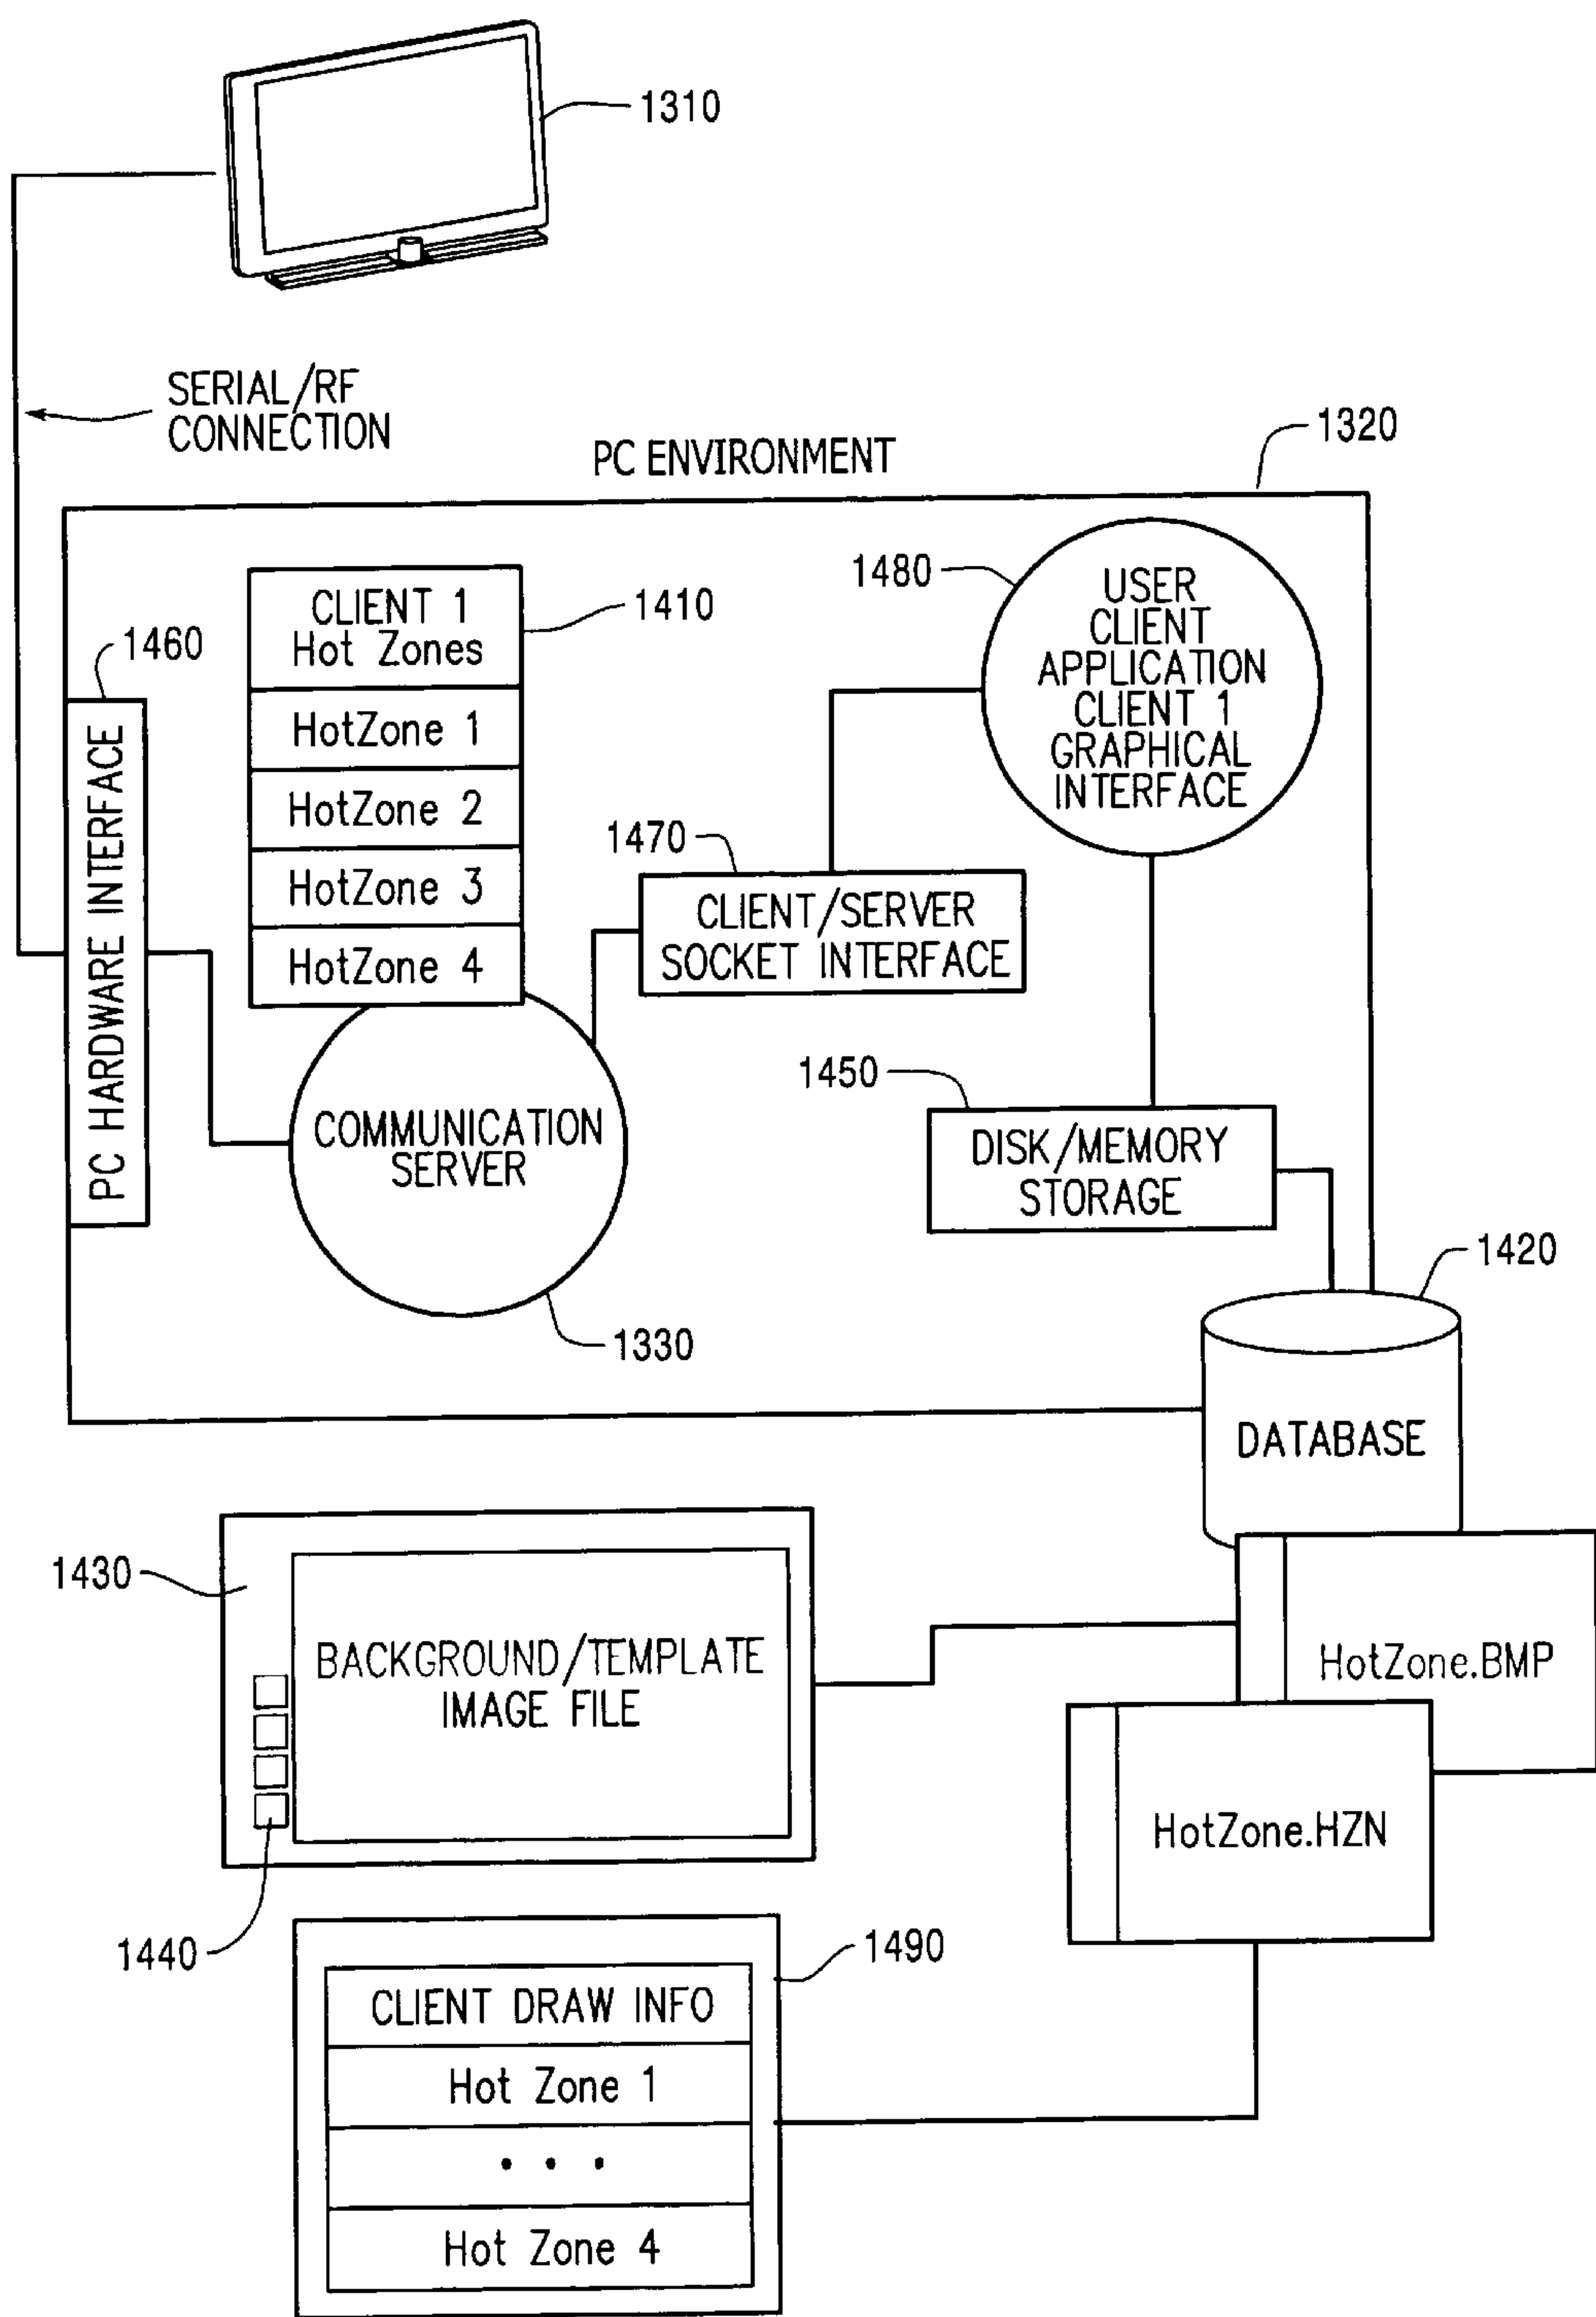 1310
SERIAL/RF
CONNECTION
PC ENVIRONMENT
1320
1480
USER
CLIENT
APPLICATION
CLIENT 1
GRAPHICAL
INTERFACE
CLIENT 1
Hot Zones
1410
1460
PC HARDWARE INTERFACE
HotZone 1
HotZone 2
HotZone 3
HotZone 4
1470
CLIENT/SERVER
SOCKET INTERFACE
COMMUNICATION
SERVER
1450
DISK/MEMORY
STORAGE
1330
1420
DATABASE
1430
BACKGROUND/TEMPLATE
IMAGE FILE
HotZone.BMP
HotZone.HZN
1440
1490
CLIENT DRAW INFO
Hot Zone 1
• • •
Hot Zone 4